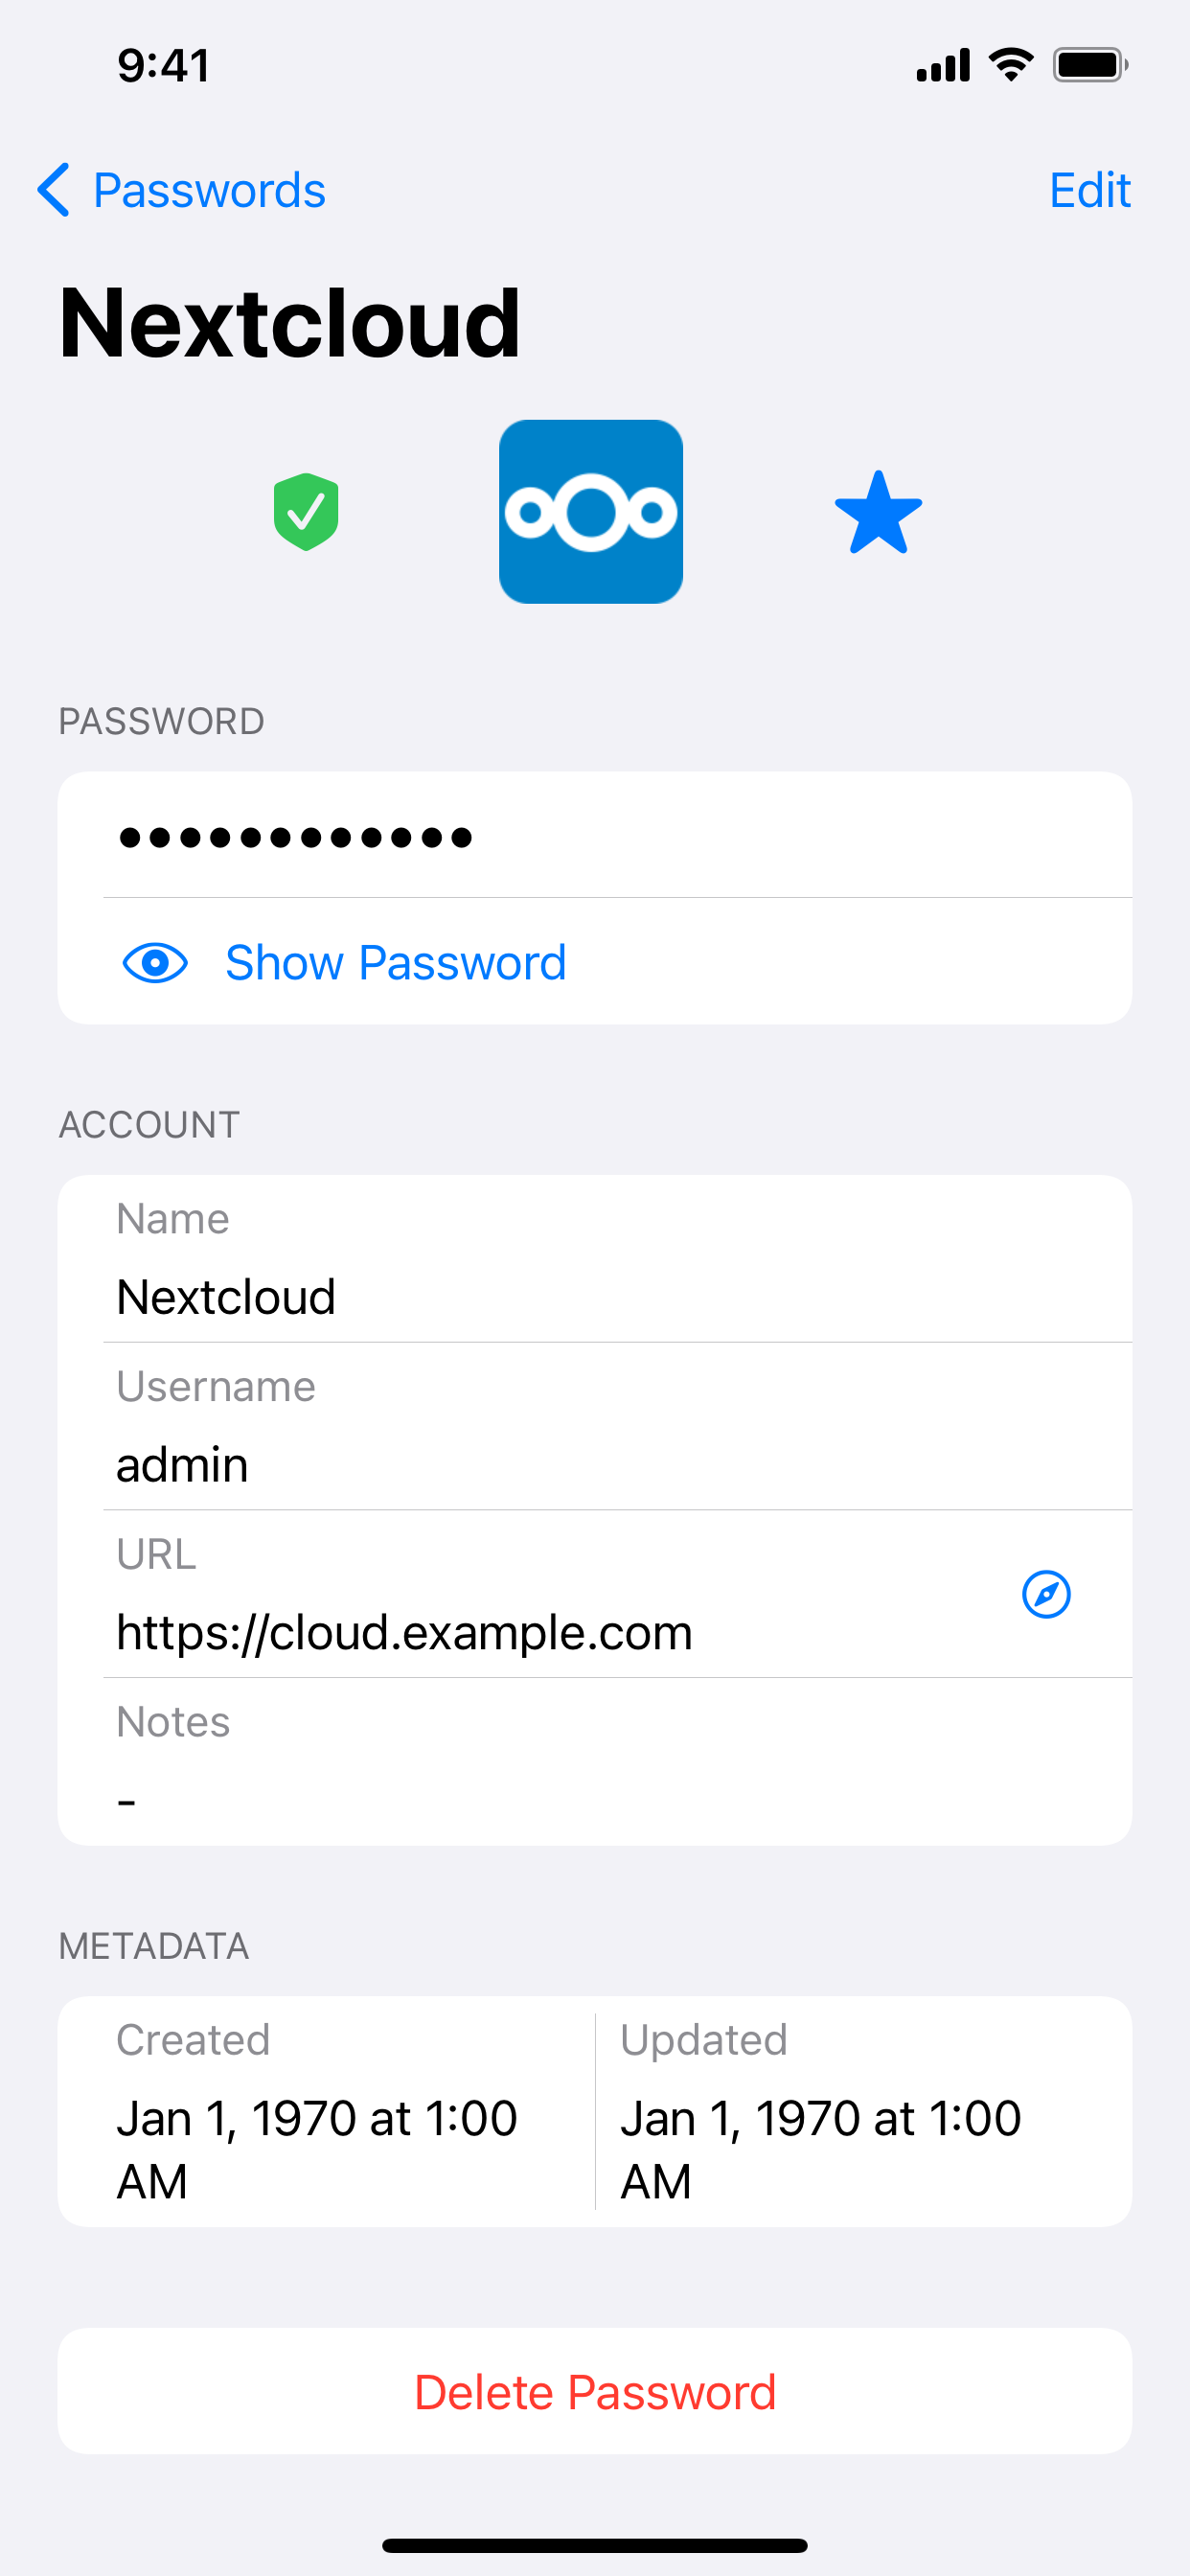 9:41
Passwords
Edit
Nextcloud
PASSWORD
••••••••••••
Show Password
ACCOUNT
Name
Nextcloud
Username
admin
URL
https://cloud.example.com
Notes
-
METADATA
Created
Jan 1, 1970 at 1:00
AM
Updated
Jan 1, 1970 at 1:00
AM
Delete Password